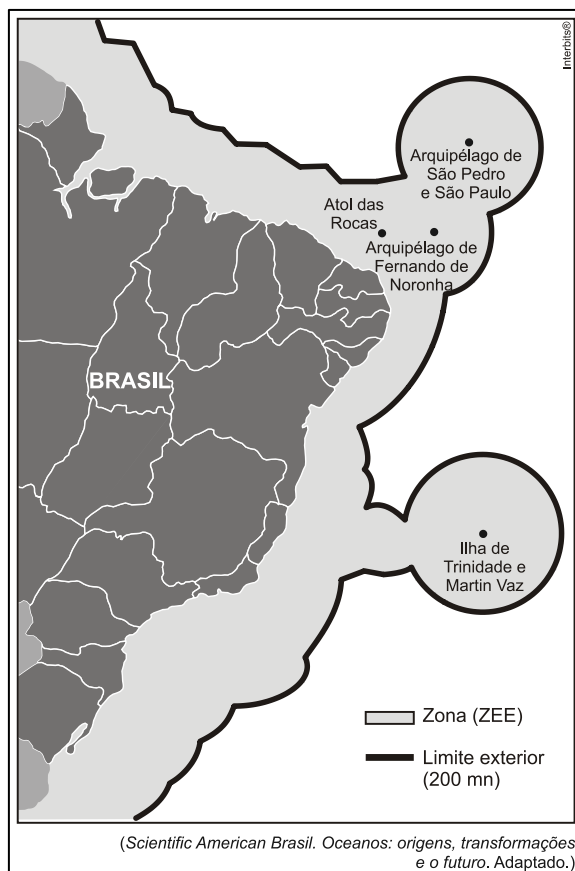 Interbits®
Arquipélago de
São Pedro
e São Paulo
Atol das
Rocas
Arquipélago de
Fernando de
Noronha
BRASIL
Ilha de
Trinidade e
Martin Vaz
Zona (ZEE)
Limite exterior
(200 mn)
(Scientific American Brasil. Oceanos: origens, transformações
e o futuro. Adaptado.)